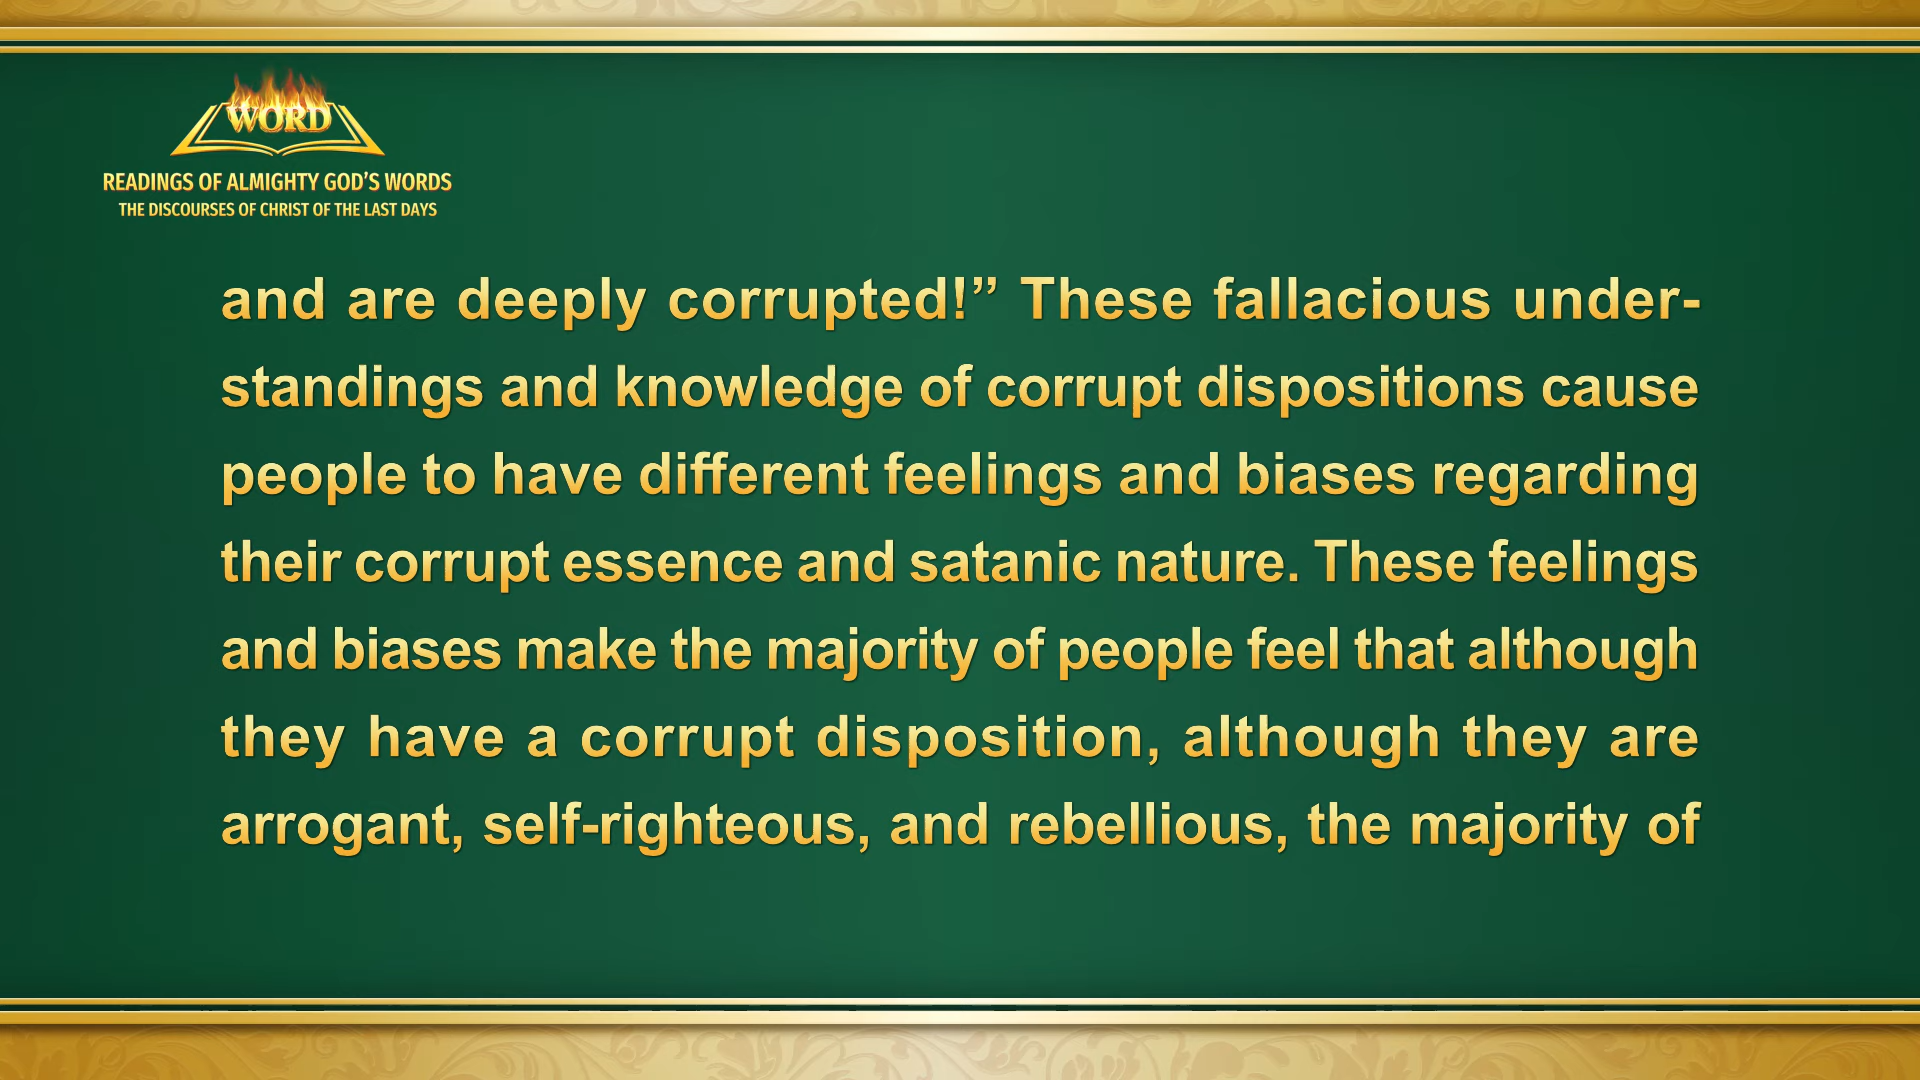 WORD
READINGS OF ALMIGHTY GOD’S WORDS
THE DISCOURSES OF CHRIST OF THE LAST DAYS
and are deeply corrupted!” These fallacious under-
standings and knowledge of corrupt dispositions cause
people to have different feelings and biases regarding
their corrupt essence and satanic nature. These feelings
and biases make the majority of people feel that although
they have a corrupt disposition, although they are
arrogant, self-righteous, and rebellious, the majority of